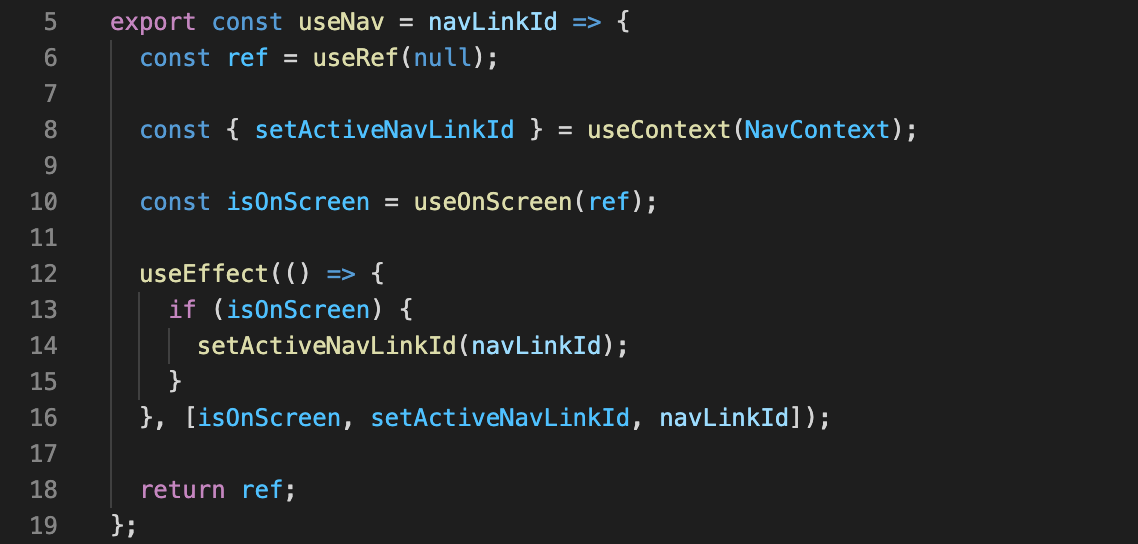 5 export const useNav = navLinkId => {
6 const ref = useRef(null);
7
8 const { setActiveNavLinkId } = useContext(NavContext);
9
10 const isOnScreen = useOnScreen(ref);
11
12 useEffect(() => {
13 if (isOnScreen) {
14 setActiveNavLinkId(navLinkId);
15 }
16 }, [isOnScreen, setActiveNavLinkId, navLinkId]);
17
18 return ref;
19 };